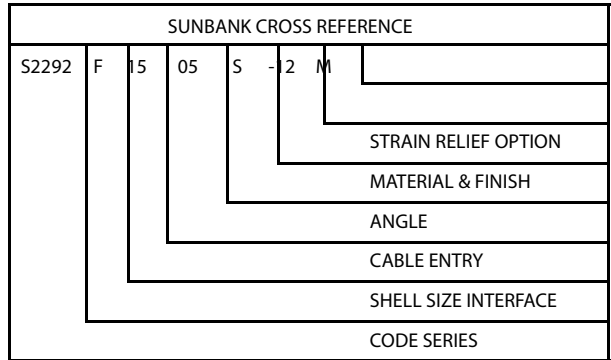 SUNBANK CROSS REFERENCE
S2292 F 15 05 S -12 M
STRAIN RELIEF OPTION
MATERIAL & FINISH
ANGLE
CABLE ENTRY
SHELL SIZE INTERFACE
CODE SERIES